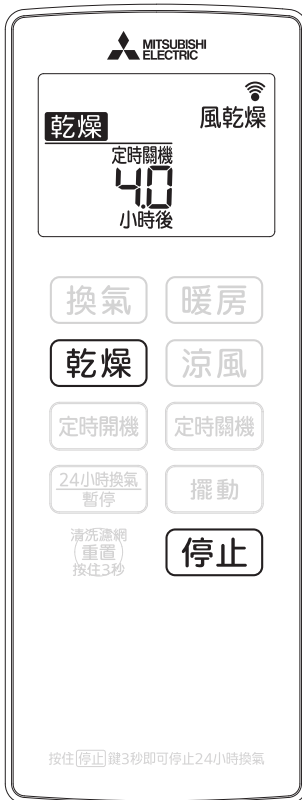 MITSUBISHI
ELECTRIC
乾燥
風乾燥
定時關機
4.0
小時後
換氣
暖房
乾燥
涼風
定時開機
定時關機
24小時換氣
暫停
擺動
清洗濾網
重置
按住3秒
停止
按住停止鍵3秒即可停止24小時換氣